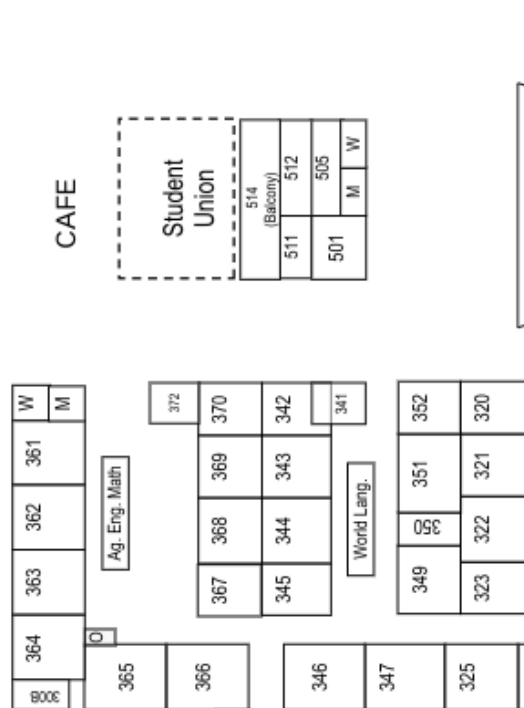 CAFE
Student
Union
514
(Balcony)
512
505
W
M
511
501
W
M
372
370
342
341
352
320
361
369
343
351
321
Ag. Eng. Math
362
368
344
World Lang.
350
322
363
367
345
349
323
364
O
365
366
346
347
325
300B